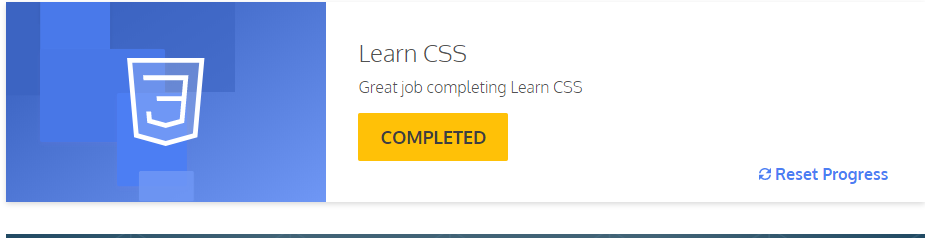 Learn CSS
Great job completing Learn CSS
COMPLETED
Reset Progress